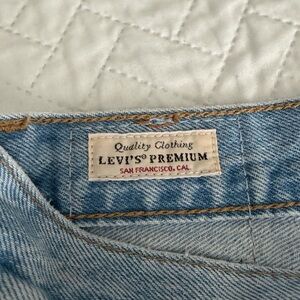 Quality Clothing
LEVI'S® PREMIUM
SAN FRANCISCO, CAL